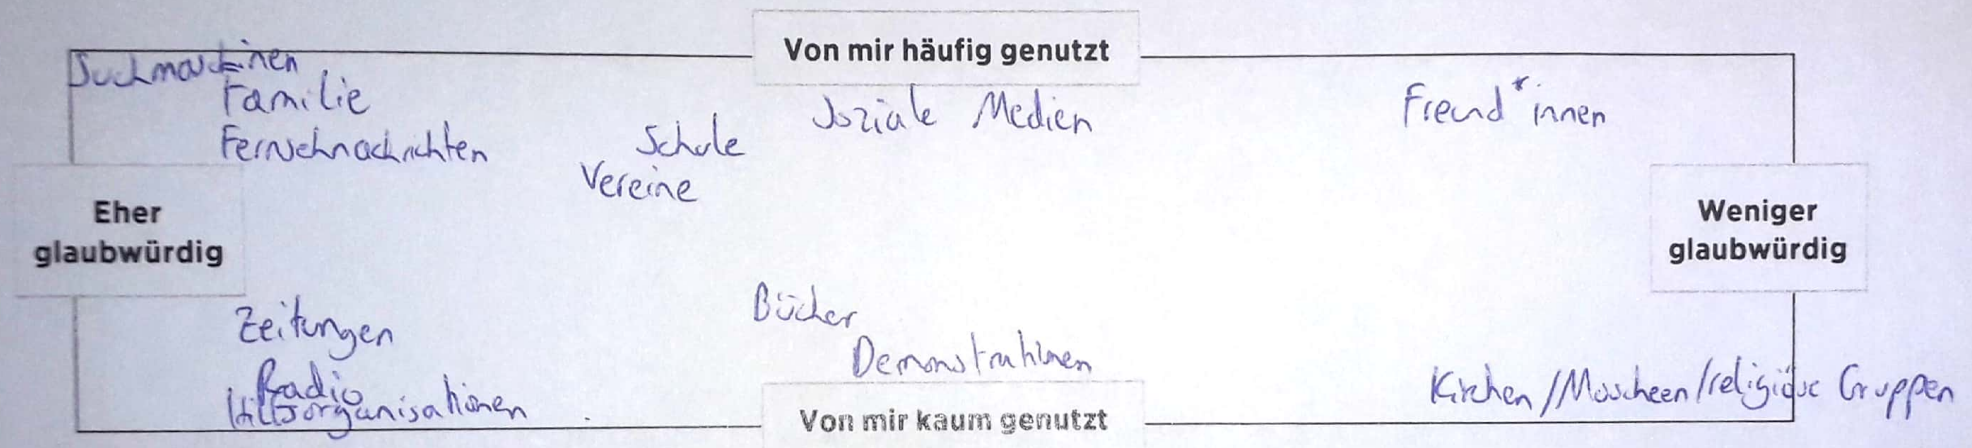 Von mir häufig genutzt
Suchmaschinen
Familie
Fernsehnachrichten
Schule
Vereine
Soziale Medien
Freund*innen
Eher
glaubwürdig
Weniger
glaubwürdig
Zeitungen
Radio
Hilfsorganisationen
Bücher
Demonstrationen
Kirchen/Moscheen/religiöse Gruppen
Von mir kaum genutzt